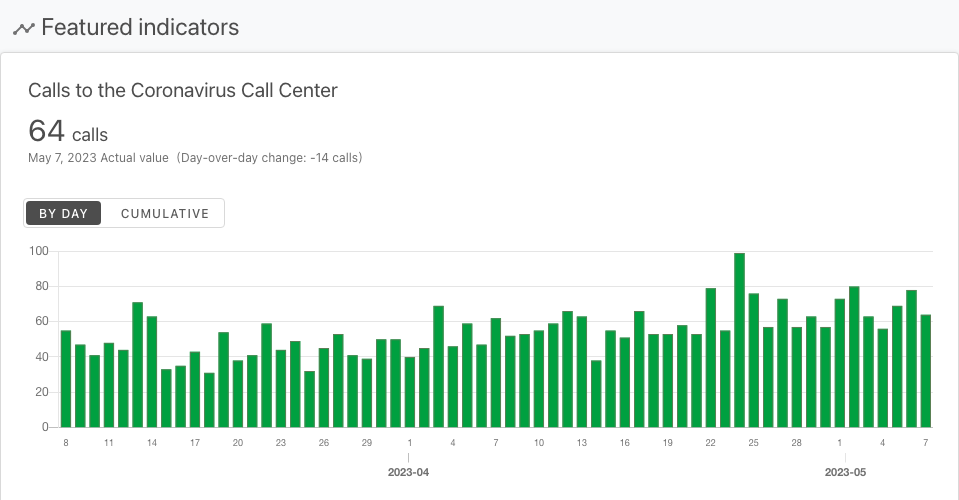 Featured indicators
Calls to the Coronavirus Call Center
64 calls
May 7, 2023 Actual value (Day-over-day change: -14 calls)
BY DAY CUMULATIVE
100
80
60
40
20
0
8 11 14 17 20 23 26 29 1 4 7 10 13 16 19 22 25 28 1 4 7
2023-04 2023-05